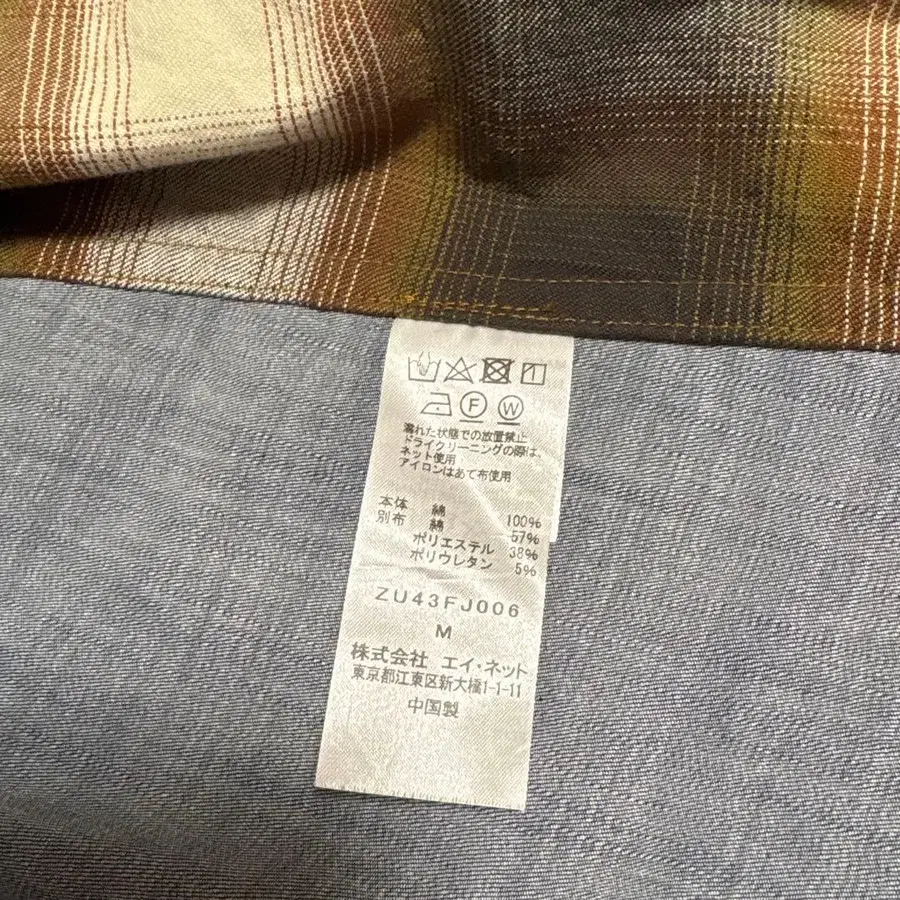 F W
濡れた状態での放置禁止
ドライクリーニングの際は、
ネット使用
アイロンはあて布使用
本体 綿 100%
別布 綿 57%
ポリエステル 38%
ポリウレタン 5%
ZU43FJ006
M
株式会社 エイ・ネット
東京都江東区新大橋1-1-11
中国製